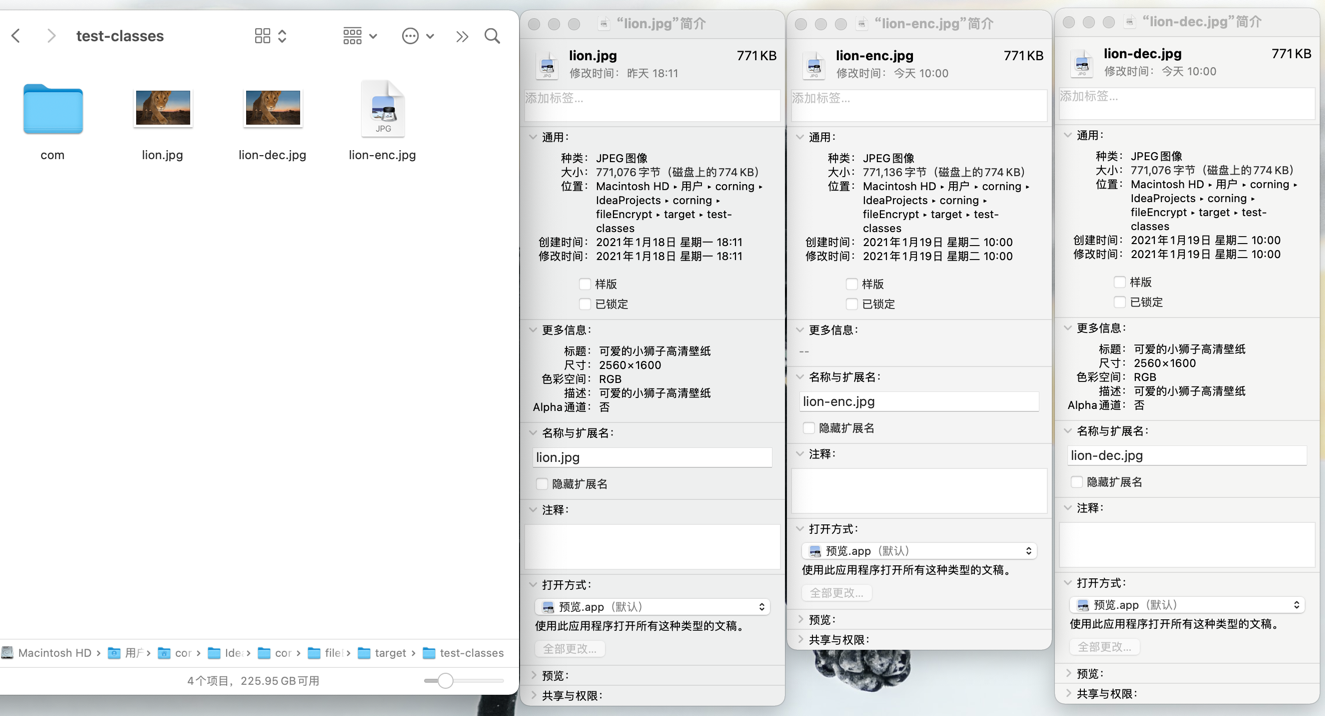 test-classes
com
lion.jpg
lion-dec.jpg
JPG
lion-enc.jpg
Macintosh HD › 用户 › cor › Ide › cor › file › target › test-classes
4个项目，225.95 GB可用
“lion.jpg”简介
lion.jpg 771 KB
修改时间：昨天 18:11
添加标签...
通用：
种类：JPEG图像
大小：771,076 字节（磁盘上的774 KB）
位置：Macintosh HD ▸ 用户 ▸ corning ▸
IdeaProjects ▸ corning ▸
fileEncrypt ▸ target ▸ test-
classes
创建时间：2021年1月18日 星期一 18:11
修改时间：2021年1月18日 星期一 18:11
样版
已锁定
更多信息：
标题：可爱的小狮子高清壁纸
尺寸：2560×1600
色彩空间：RGB
描述：可爱的小狮子高清壁纸
Alpha通道：否
名称与扩展名：
lion.jpg
隐藏扩展名
注释：
打开方式：
预览.app（默认）
使用此应用程序打开所有这种类型的文稿。
全部更改...
预览：
共享与权限：
“lion-enc.jpg”简介
lion-enc.jpg 771 KB
修改时间：今天 10:00
添加标签...
通用：
种类：JPEG图像
大小：771,136 字节（磁盘上的774 KB）
位置：Macintosh HD ▸ 用户 ▸ corning ▸
IdeaProjects ▸ corning ▸
fileEncrypt ▸ target ▸ test-
classes
创建时间：2021年1月19日 星期二 10:00
修改时间：2021年1月19日 星期二 10:00
样版
已锁定
更多信息：
--
名称与扩展名：
lion-enc.jpg
隐藏扩展名
注释：
打开方式：
预览.app（默认）
使用此应用程序打开所有这种类型的文稿。
全部更改...
预览：
共享与权限：
“lion-dec.jpg”简介
lion-dec.jpg 771 KB
修改时间：今天 10:00
添加标签...
通用：
种类：JPEG图像
大小：771,076 字节（磁盘上的774 KB）
位置：Macintosh HD ▸ 用户 ▸ corning ▸
IdeaProjects ▸ corning ▸
fileEncrypt ▸ target ▸ test-
classes
创建时间：2021年1月19日 星期二 10:00
修改时间：2021年1月19日 星期二 10:00
样版
已锁定
更多信息：
标题：可爱的小狮子高清壁纸
尺寸：2560×1600
色彩空间：RGB
描述：可爱的小狮子高清壁纸
Alpha通道：否
名称与扩展名：
lion-dec.jpg
隐藏扩展名
注释：
打开方式：
预览.app（默认）
使用此应用程序打开所有这种类型的文稿。
全部更改...
预览：
共享与权限：